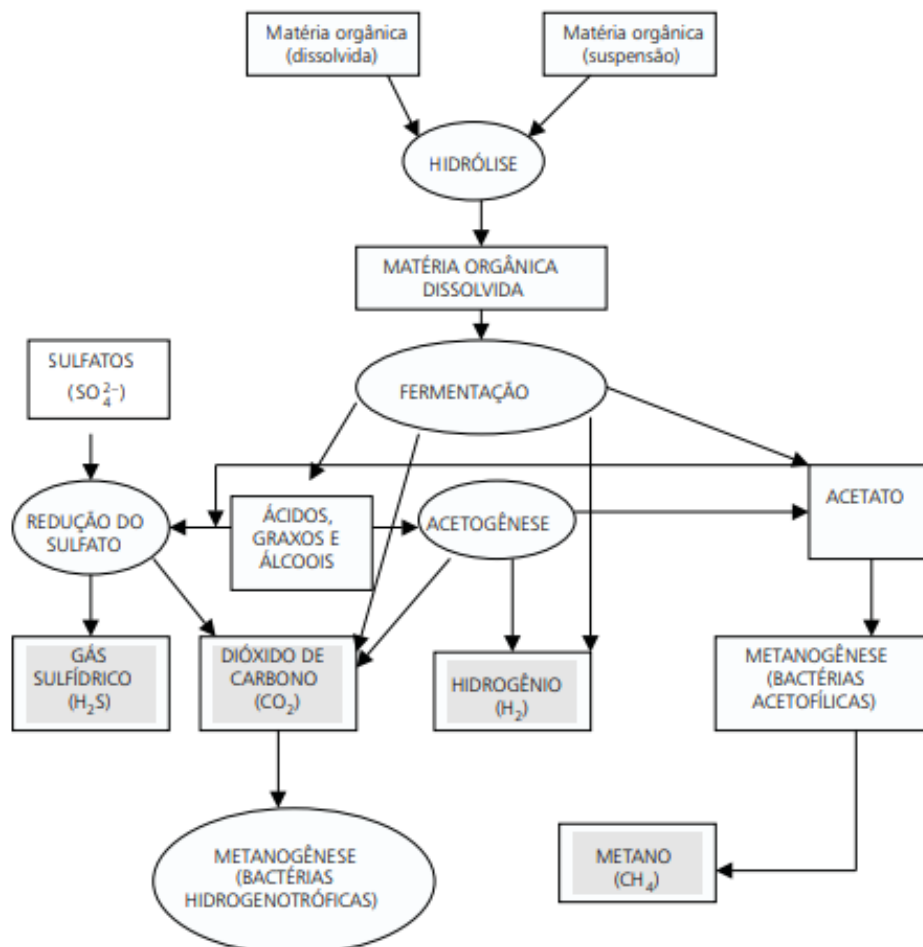 Matéria orgânica
(dissolvida)
Matéria orgânica
(suspensão)
HIDRÓLISE
MATÉRIA ORGÂNICA
DISSOLVIDA
SULFATOS
(SO₄²⁻)
FERMENTAÇÃO
REDUÇÃO DO
SULFATO
ÁCIDOS,
GRAXOS E
ÁLCOOIS
ACETOGÊNESE
ACETATO
GÁS
SULFÍDRICO
(H₂S)
DIÓXIDO DE
CARBONO
(CO₂)
HIDROGÊNIO
(H₂)
METANOGÊNESE
(BACTÉRIAS
ACETOFÍLICAS)
METANOGÊNESE
(BACTÉRIAS
HIDROGENOTRÓFICAS)
METANO
(CH₄)